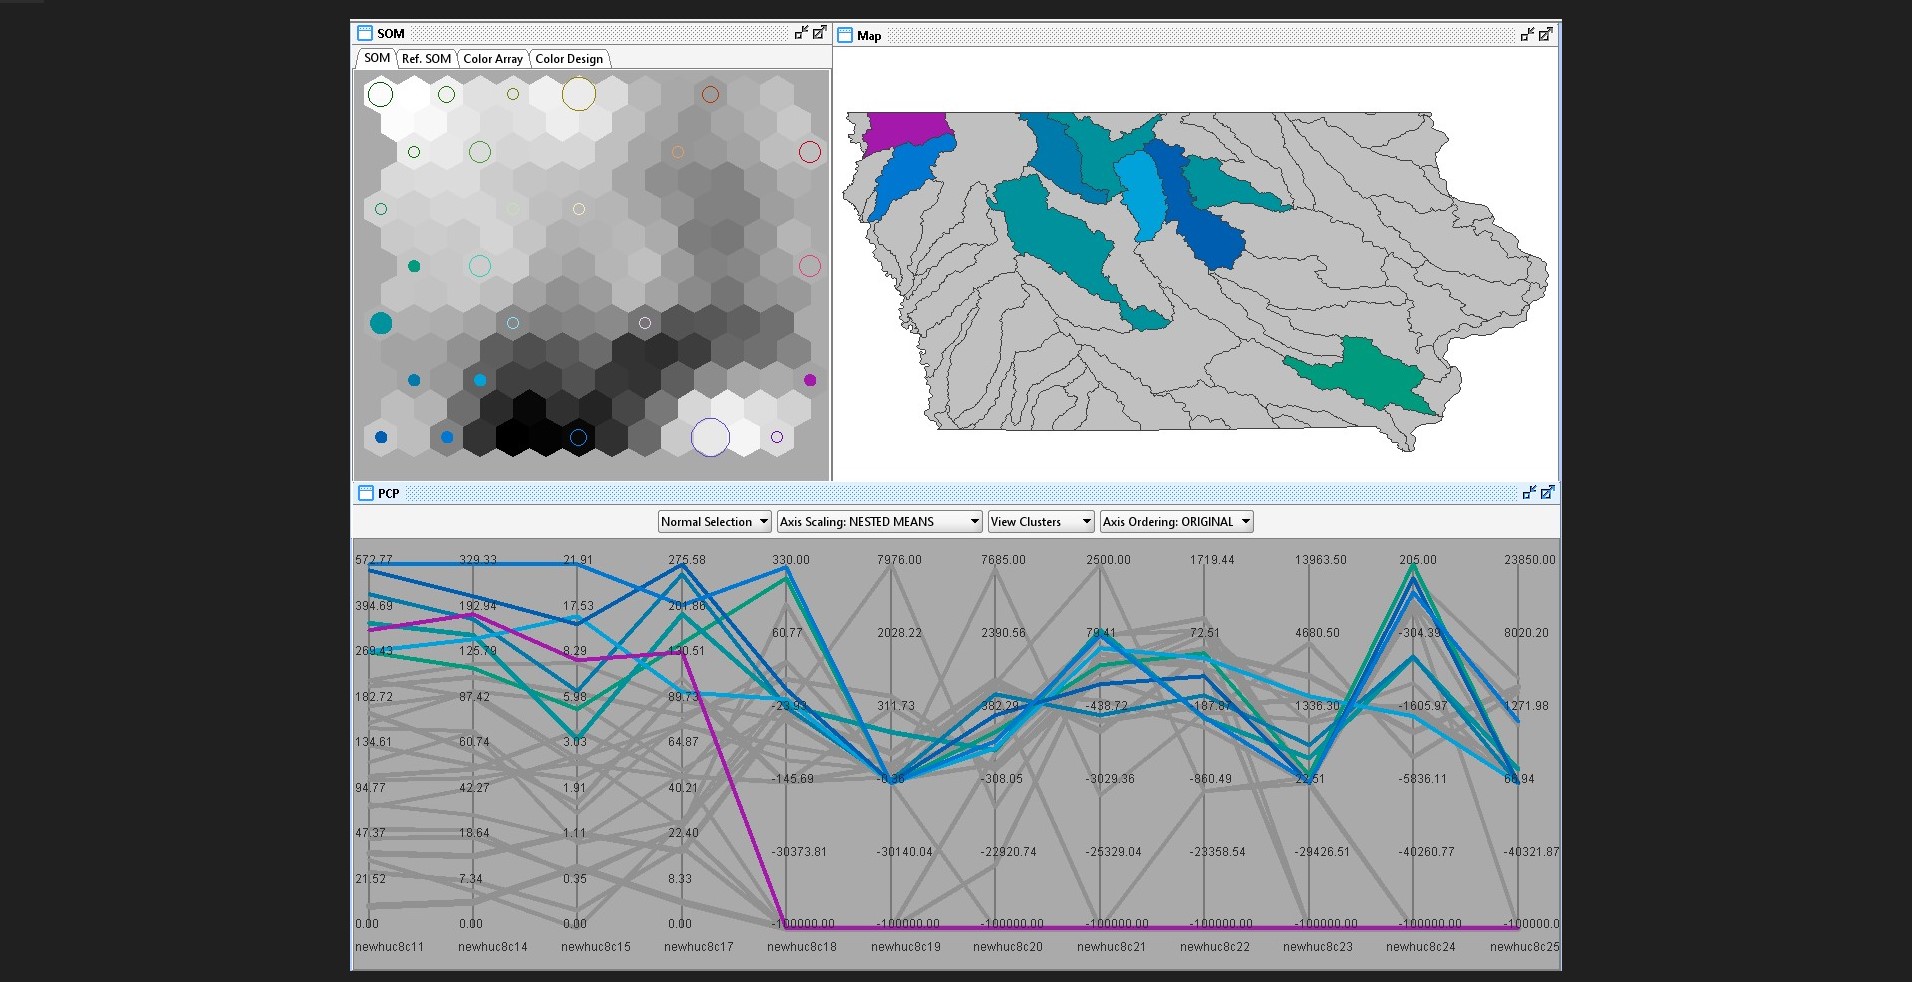 SOM
Map
SOM Ref. SOM Color Array Color Design
PCP
Normal Selection Axis Scaling: NESTED MEANS View Clusters Axis Ordering: ORIGINAL
572.77 329.33 21.91 275.58 330.00 7976.00 7685.00 2500.00 1719.44 13963.50 205.00 23850.00
394.69 192.94 17.53 201.86
60.77 2028.22 2390.56 79.41 72.51 4680.50 -304.39 8020.20
269.43 125.79 8.29 130.51
182.72 87.42 5.98 89.73
-23.93 311.73 382.29 -438.72 -187.87 1336.30 -1605.97 1271.98
134.61 60.74 3.03 64.87
-145.69 -0.36 -308.05 -3029.36 -860.49 22.51 -5836.11 66.94
94.77 42.27 1.91 40.21
47.37 18.64 1.11 22.40
-30373.81 -30140.04 -22920.74 -25329.04 -23358.54 -29426.51 -40260.77 -40321.87
21.52 7.34 0.35 8.33
0.00 0.00 0.00 0.00 -100000.00 -100000.00 -100000.00 -100000.00 -100000.00 -100000.00 -100000.00 -100000.0
newhuc8c11 newhuc8c14 newhuc8c15 newhuc8c17 newhuc8c18 newhuc8c19 newhuc8c20 newhuc8c21 newhuc8c22 newhuc8c23 newhuc8c24 newhuc8c25